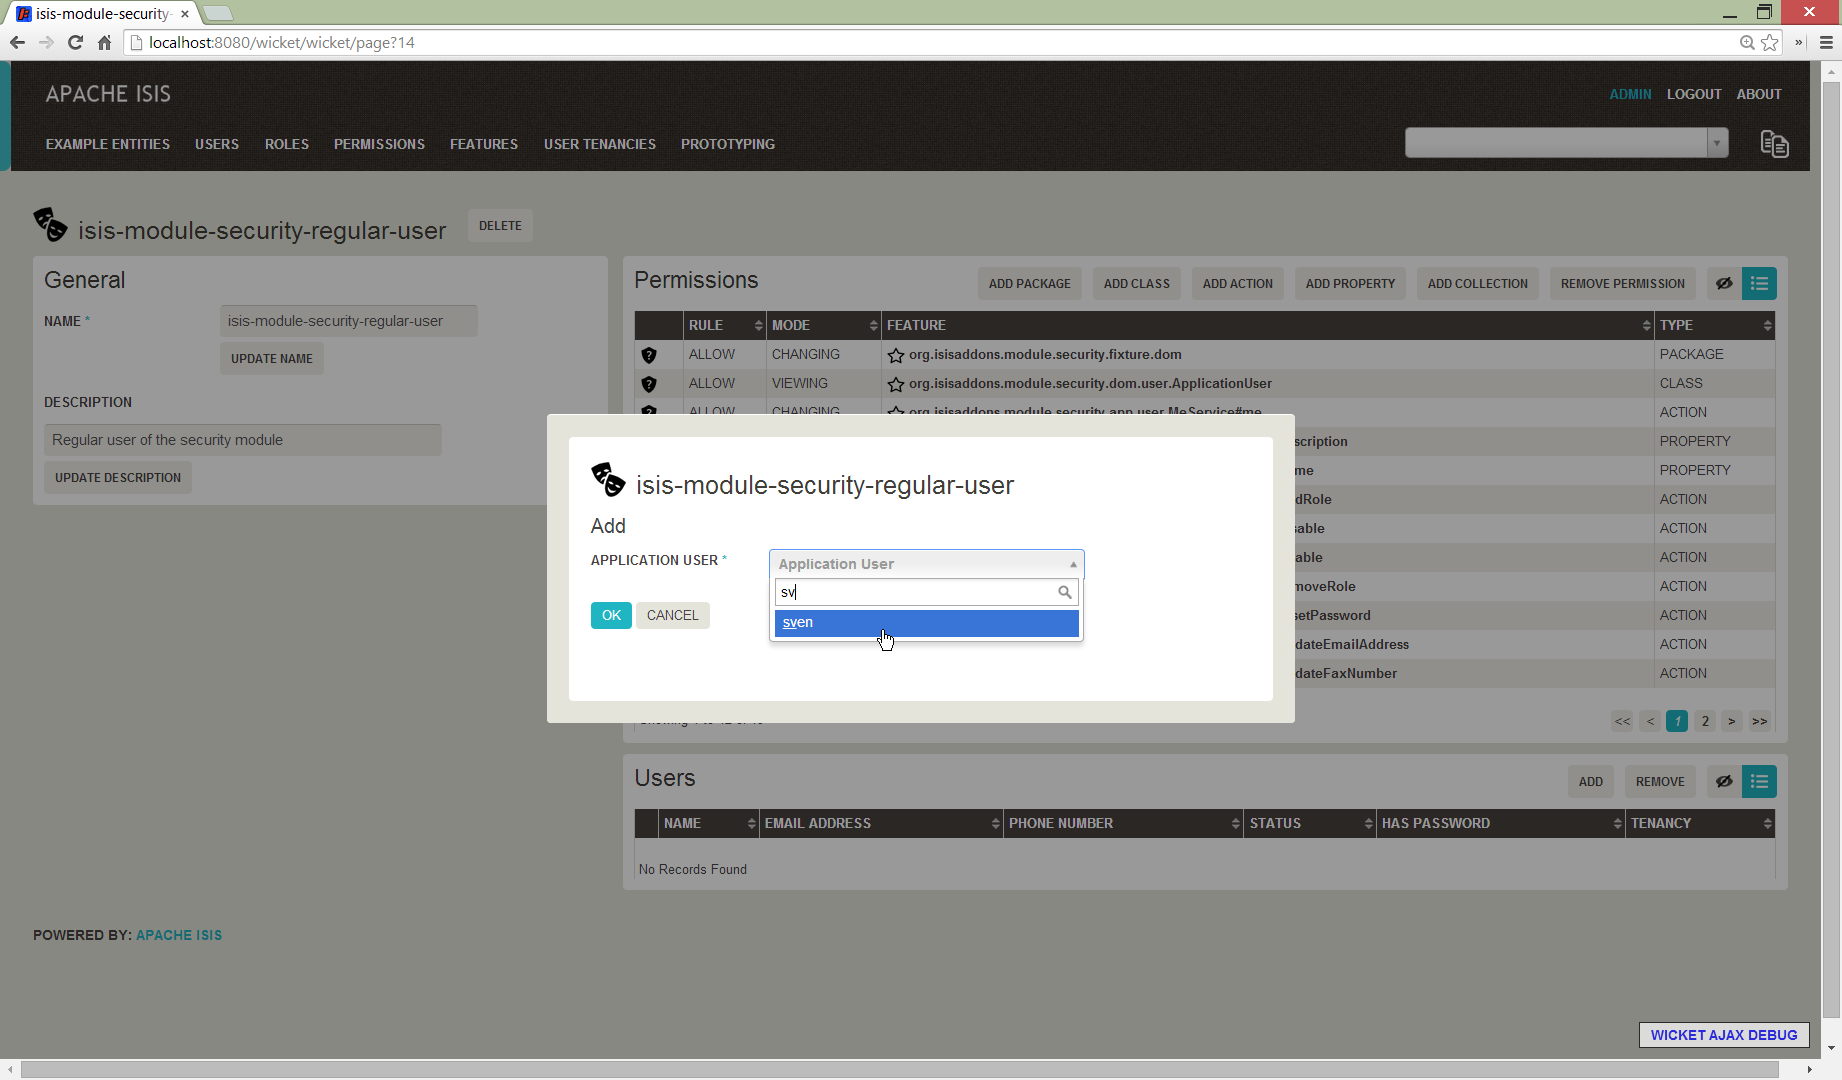 isis-module-security-
localhost:8080/wicket/wicket/page?14
APACHE ISIS
ADMIN LOGOUT ABOUT
EXAMPLE ENTITIES USERS ROLES PERMISSIONS FEATURES USER TENANCIES PROTOTYPING
isis-module-security-regular-user DELETE
General
NAME *
isis-module-security-regular-user
UPDATE NAME
DESCRIPTION
Regular user of the security module
UPDATE DESCRIPTION
Permissions ADD PACKAGE ADD CLASS ADD ACTION ADD PROPERTY ADD COLLECTION REMOVE PERMISSION
RULE MODE FEATURE TYPE
ALLOW CHANGING org.isisaddons.module.security.fixture.dom PACKAGE
ALLOW VIEWING org.isisaddons.module.security.dom.user.ApplicationUser CLASS
ALLOW CHANGING org.isisaddons.module.security.app.user.MeService#me ACTION
scription PROPERTY
me PROPERTY
dRole ACTION
able ACTION
able ACTION
moveRole ACTION
setPassword ACTION
dateEmailAddress ACTION
dateFaxNumber ACTION
<< < 1 2 > >>
isis-module-security-regular-user
Add
APPLICATION USER *
Application User
sv
sven
OK CANCEL
Users ADD REMOVE
NAME EMAIL ADDRESS PHONE NUMBER STATUS HAS PASSWORD TENANCY
No Records Found
POWERED BY: APACHE ISIS
WICKET AJAX DEBUG